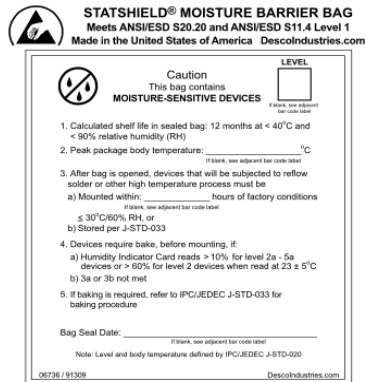 STATSHIELD® MOISTURE BARRIER BAG
Meets ANSI/ESD S20.20 and ANSI/ESD S11.4 Level 1
Made in the United States of America DescoIndustries.com
LEVEL
Caution
This bag contains
MOISTURE-SENSITIVE DEVICES
If blank, see adjacent
bar code label
1. Calculated shelf life in sealed bag: 12 months at < 40°C and
< 90% relative humidity (RH)
2. Peak package body temperature: ____________________°C
If blank, see adjacent bar code label
3. After bag is opened, devices that will be subjected to reflow
solder or other high temperature process must be
a) Mounted within: ______________ hours of factory conditions
If blank, see adjacent bar code label
≤ 30°C/60% RH, or
b) Stored per J-STD-033
4. Devices require bake, before mounting, if:
a) Humidity Indicator Card reads > 10% for level 2a - 5a
devices or > 60% for level 2 devices when read at 23 ± 5°C
b) 3a or 3b not met
5. If baking is required, refer to IPC/JEDEC J-STD-033 for
baking procedure
Bag Seal Date: ____________________________________
If blank, see adjacent bar code label
Note: Level and body temperature defined by IPC/JEDEC J-STD-020
06736 / 91309 DescoIndustries.com